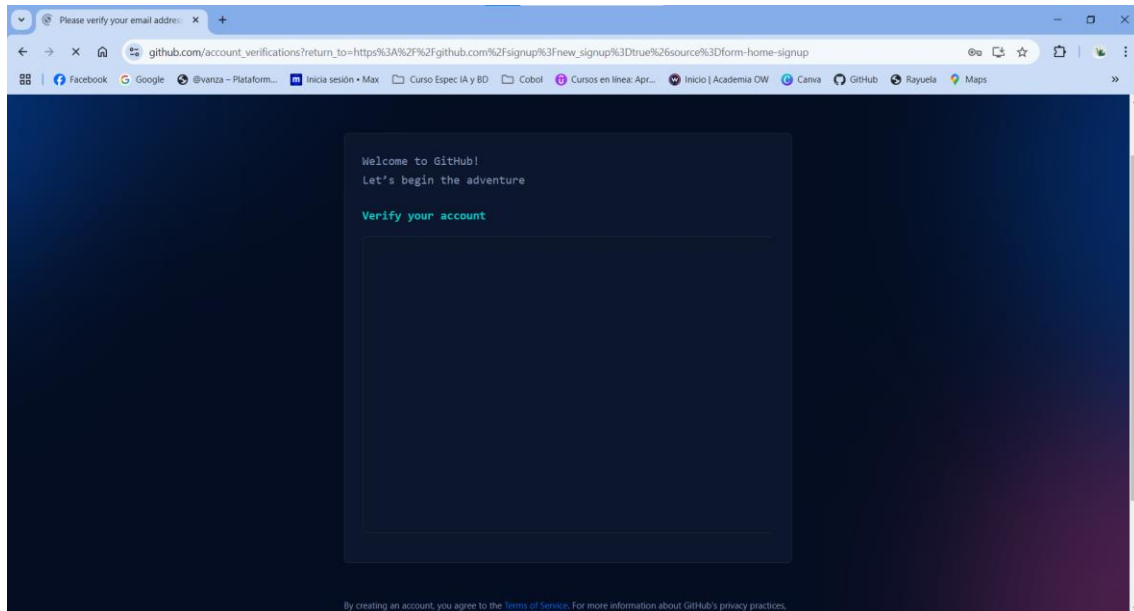 Please verify your email addres
github.com/account_verifications?return_to=https%3A%2F%2Fgithub.com%2Fsignup%3Fnew_signup%3Dtrue%26source%3Dform-home-signup
Facebook Google @vanza – Plataform... Inicia sesión • Max Curso Espec IA y BD Cobol Cursos en línea: Apr... Inicio | Academia OW Canva GitHub Rayuela Maps
Welcome to GitHub!
Let’s begin the adventure
Verify your account
By creating an account, you agree to the Terms of Service. For more information about GitHub's privacy practices,